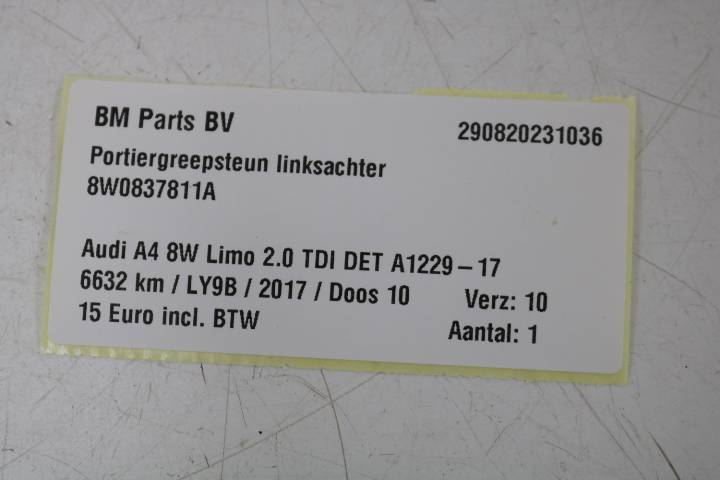 BM Parts BV 290820231036
Portiergreepsteun linksachter
8W0837811A
Audi A4 8W Limo 2.0 TDI DET A1229-17
6632 km / LY9B / 2017 / Doos 10 Verz: 10
15 Euro incl. BTW Aantal: 1